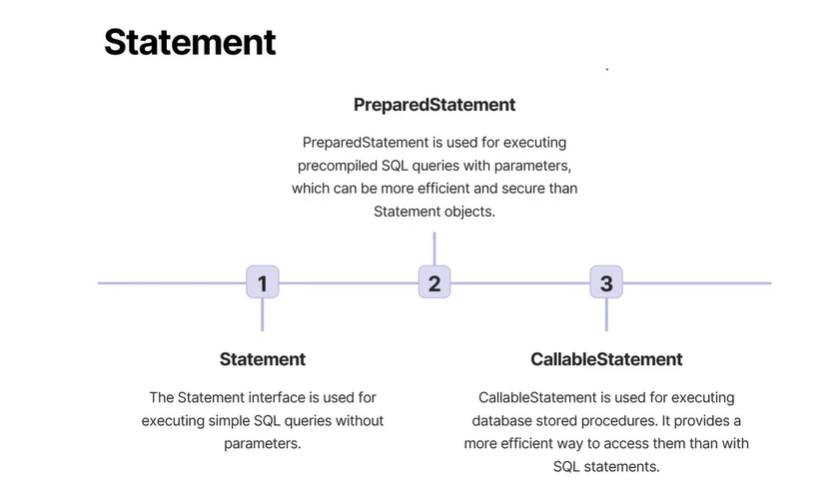 Statement
PreparedStatement
PreparedStatement is used for executing
precompiled SQL queries with parameters,
which can be more efficient and secure than
Statement objects.
1
2
3
Statement
The Statement interface is used for
executing simple SQL queries without
parameters.
CallableStatement
CallableStatement is used for executing
database stored procedures. It provides a
more efficient way to access them than with
SQL statements.